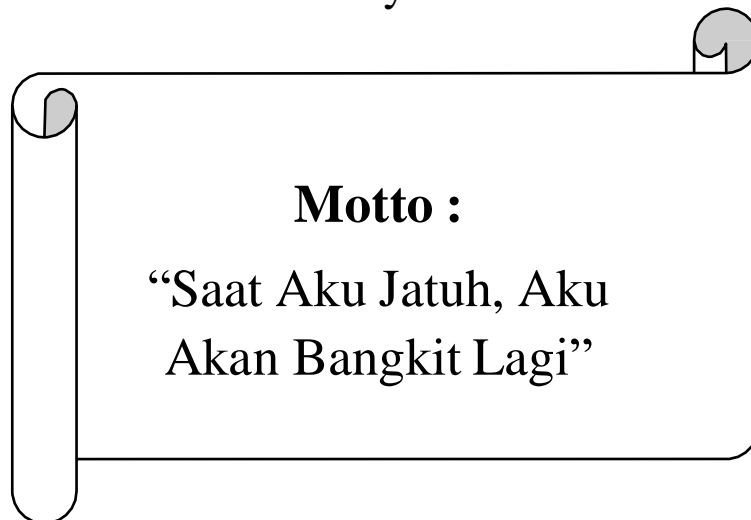 Motto :
“Saat Aku Jatuh, Aku
Akan Bangkit Lagi”